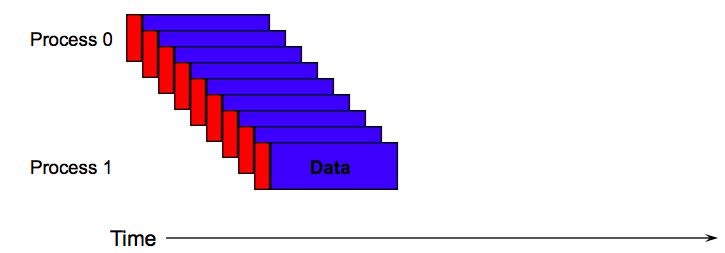 Process 0
Process 1
Data
Time